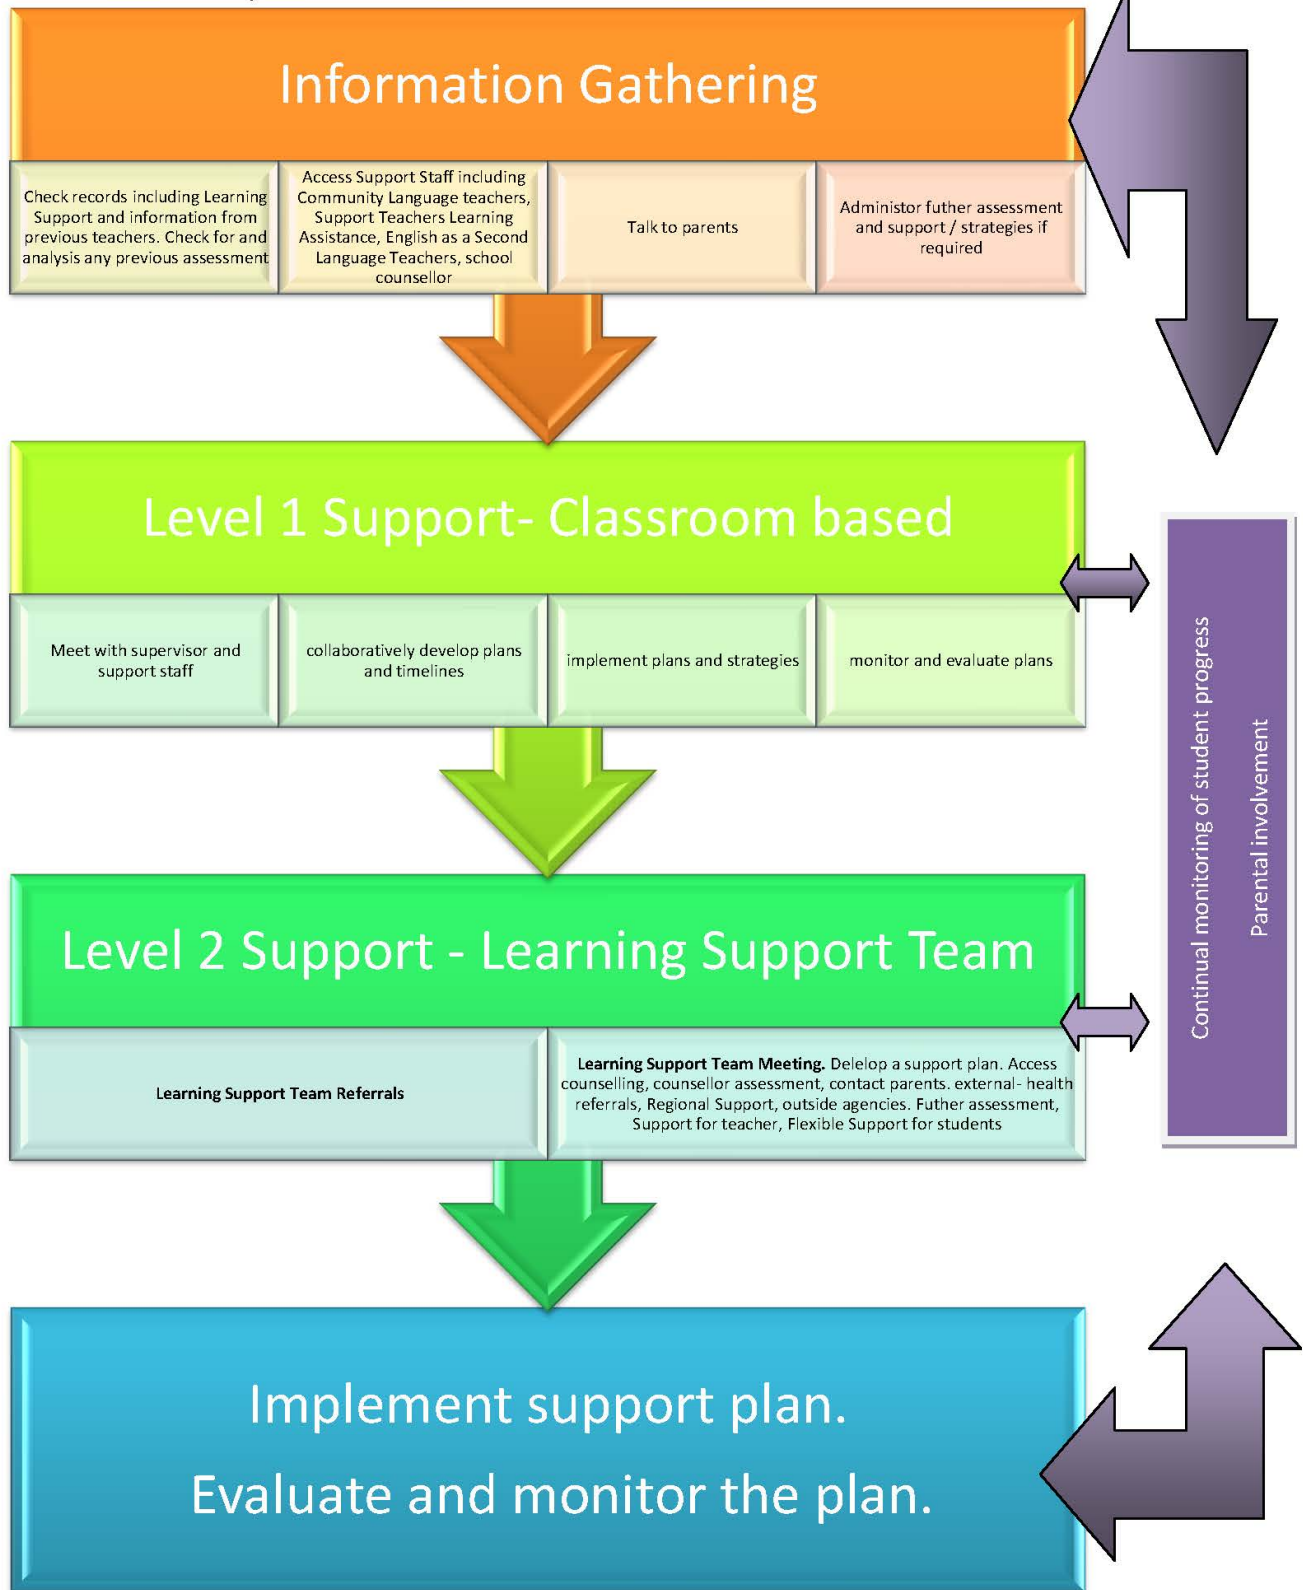 Information Gathering
Check records including Learning
Support and information from
previous teachers. Check for and
analysis any previous assessment
Access Support Staff including
Community Language teachers,
Support Teachers Learning
Assistance, English as a Second
Language Teachers, school
counsellor
Talk to parents
Administor futher assessment
and support / strategies if
required
Level 1 Support- Classroom based
Meet with supervisor and
support staff
collaboratively develop plans
and timelines
implement plans and strategies
monitor and evaluate plans
Level 2 Support - Learning Support Team
Learning Support Team Referrals
Learning Support Team Meeting. Delelop a support plan. Access
counselling, counsellor assessment, contact parents. external- health
referrals, Regional Support, outside agencies. Futher assessment,
Support for teacher, Flexible Support for students
Continual monitoring of student progress
Parental involvement
Implement support plan.
Evaluate and monitor the plan.